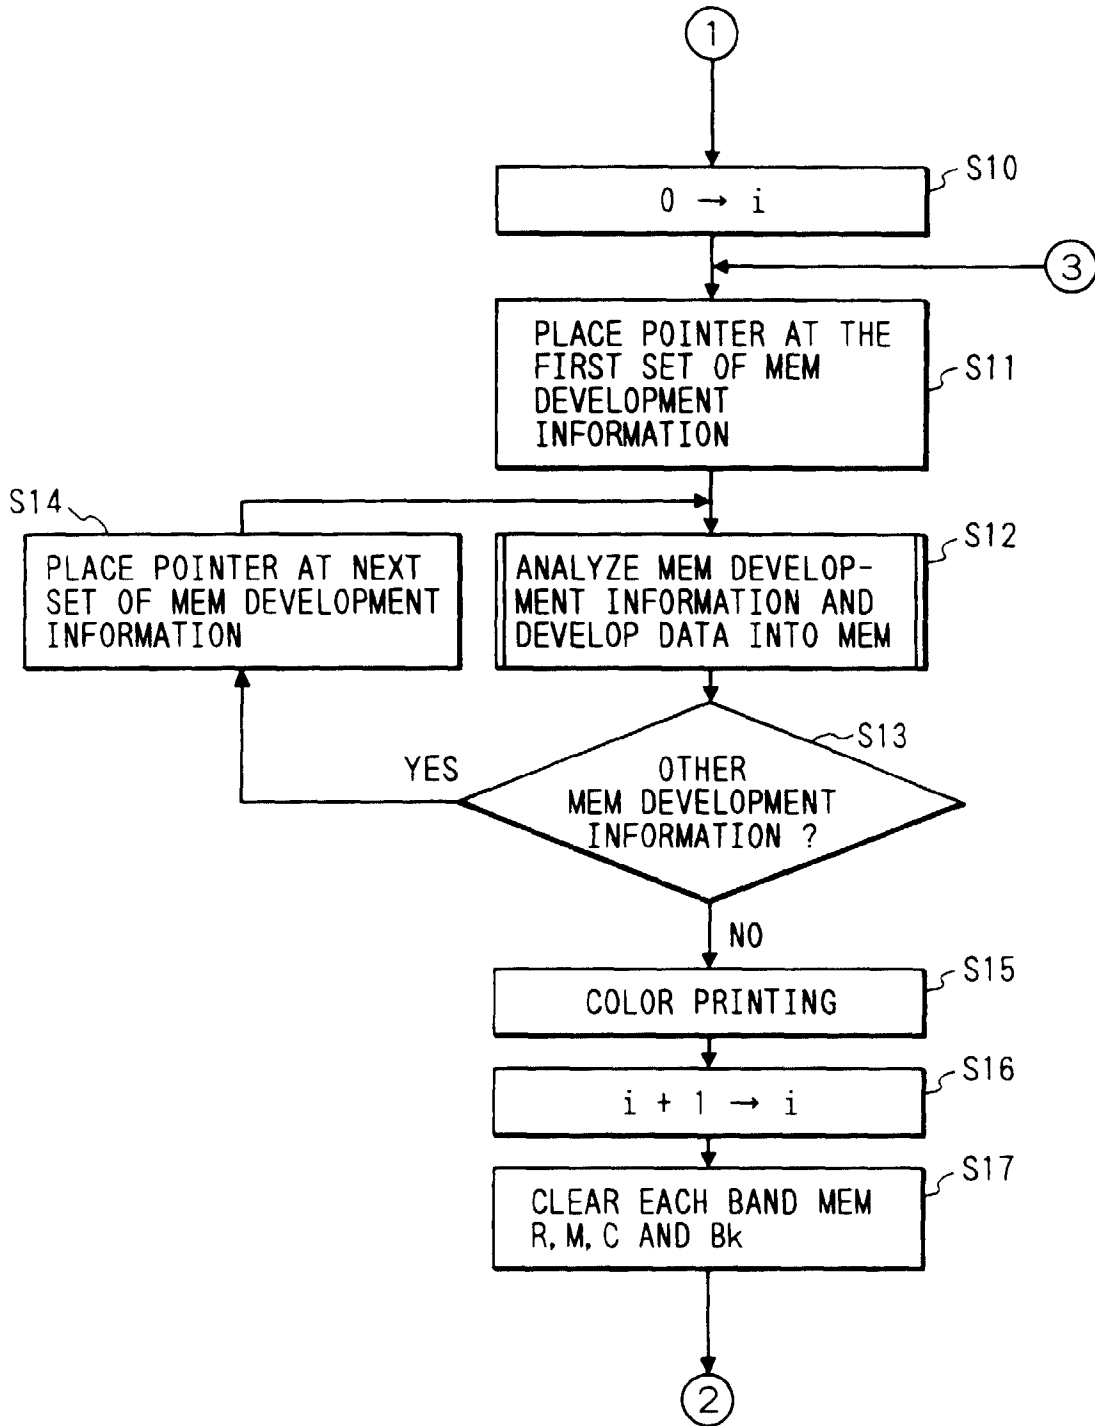 1
S10
0 → i
3
PLACE POINTER AT THE
FIRST SET OF MEM
DEVELOPMENT
INFORMATION
S11
S14
PLACE POINTER AT NEXT
SET OF MEM DEVELOPMENT
INFORMATION
S12
ANALYZE MEM DEVELOP-
MENT INFORMATION AND
DEVELOP DATA INTO MEM
S13
YES
OTHER
MEM DEVELOPMENT
INFORMATION ?
NO
S15
COLOR PRINTING
S16
i + 1 → i
S17
CLEAR EACH BAND MEM
R, M, C AND Bk
2